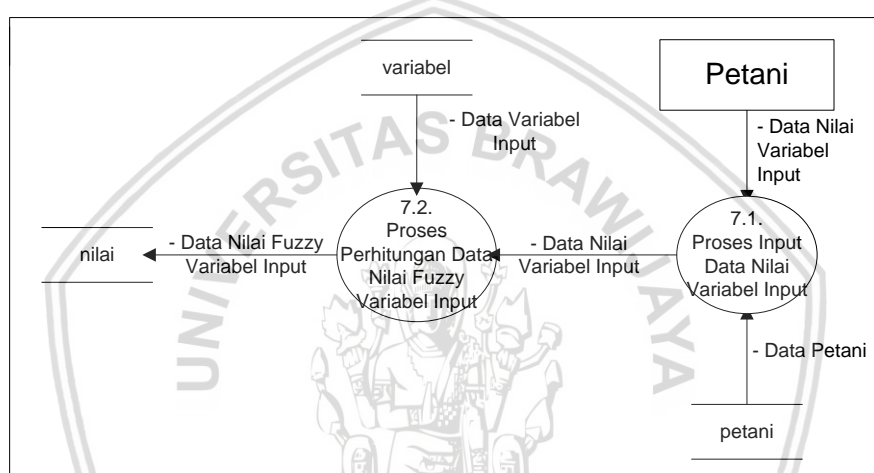 variabel
Petani
- Data Variabel
Input
- Data Nilai
Variabel
Input
UNIVERSITAS BRAWIJAYA
7.2.
Proses
Perhitungan Data
Nilai Fuzzy
Variabel Input
7.1.
Proses Input
Data Nilai
Variabel Input
nilai
- Data Nilai Fuzzy
Variabel Input
- Data Nilai
Variabel Input
- Data Petani
petani